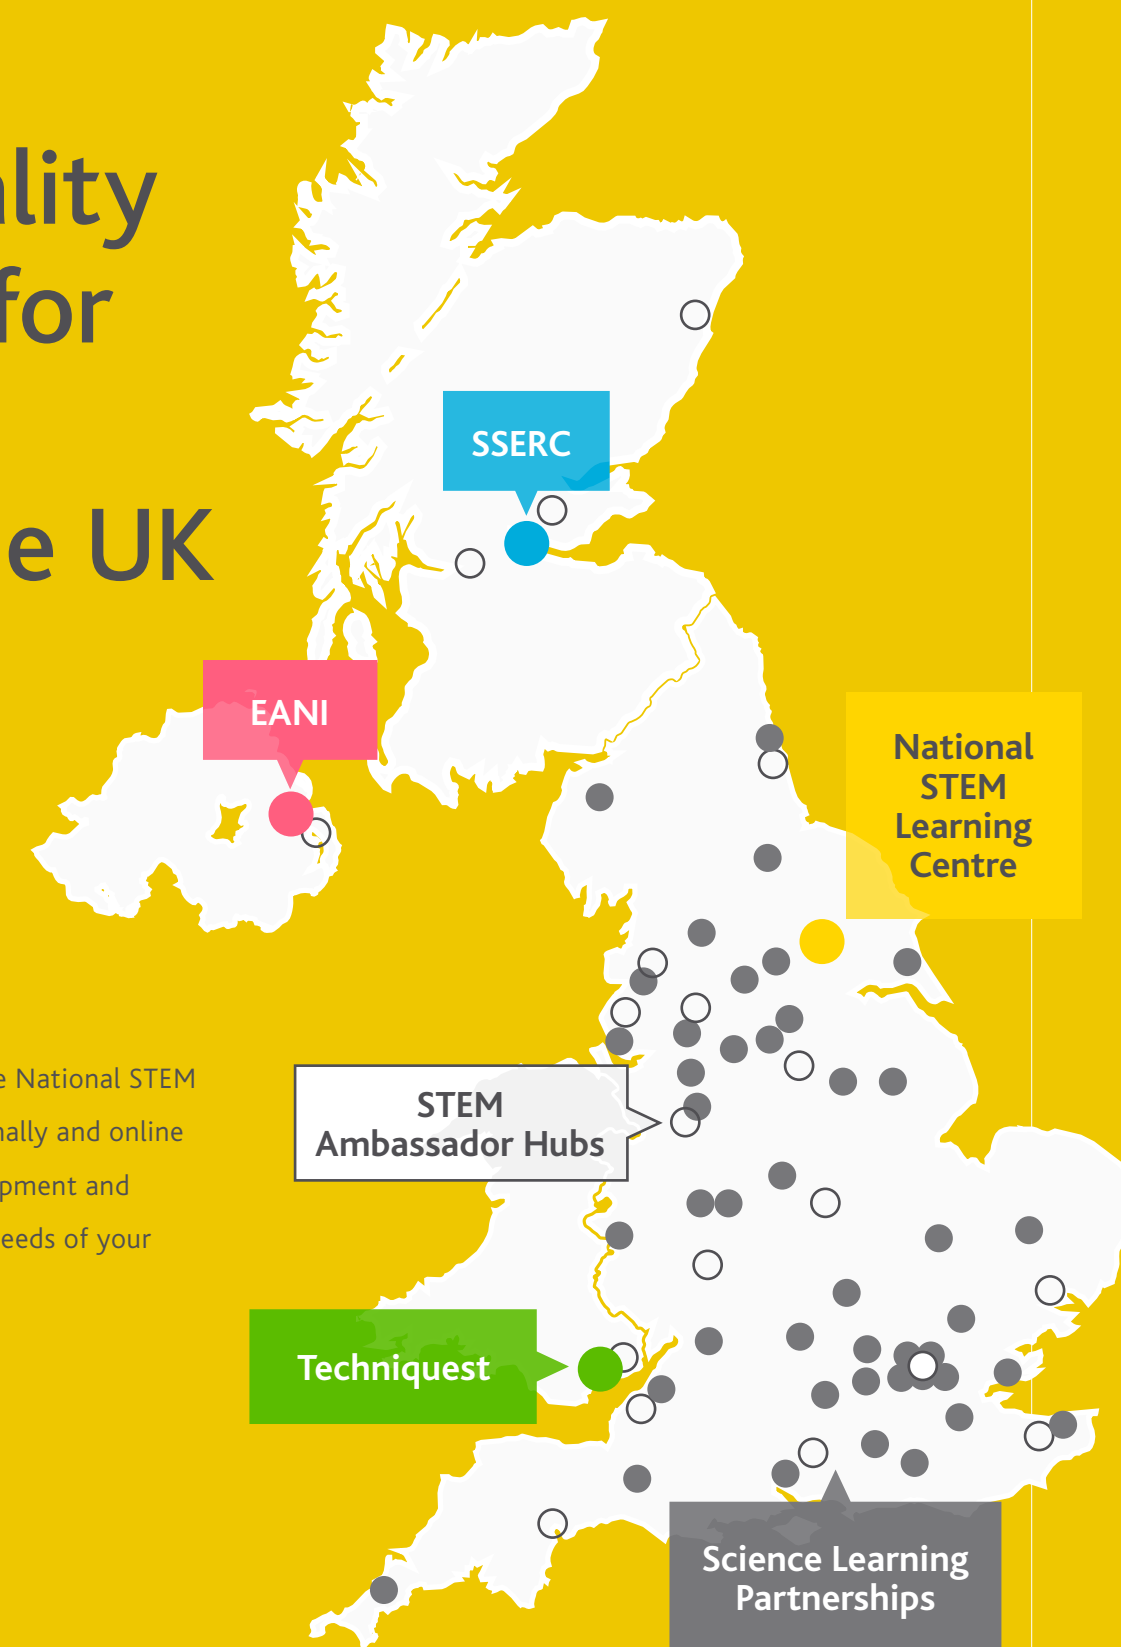 ality
for
e UK
SSERC
EANI
National
STEM
Learning
Centre
e National STEM
nally and online
pment and
eeds of your
STEM
Ambassador Hubs
Techniquest
Science Learning
Partnerships